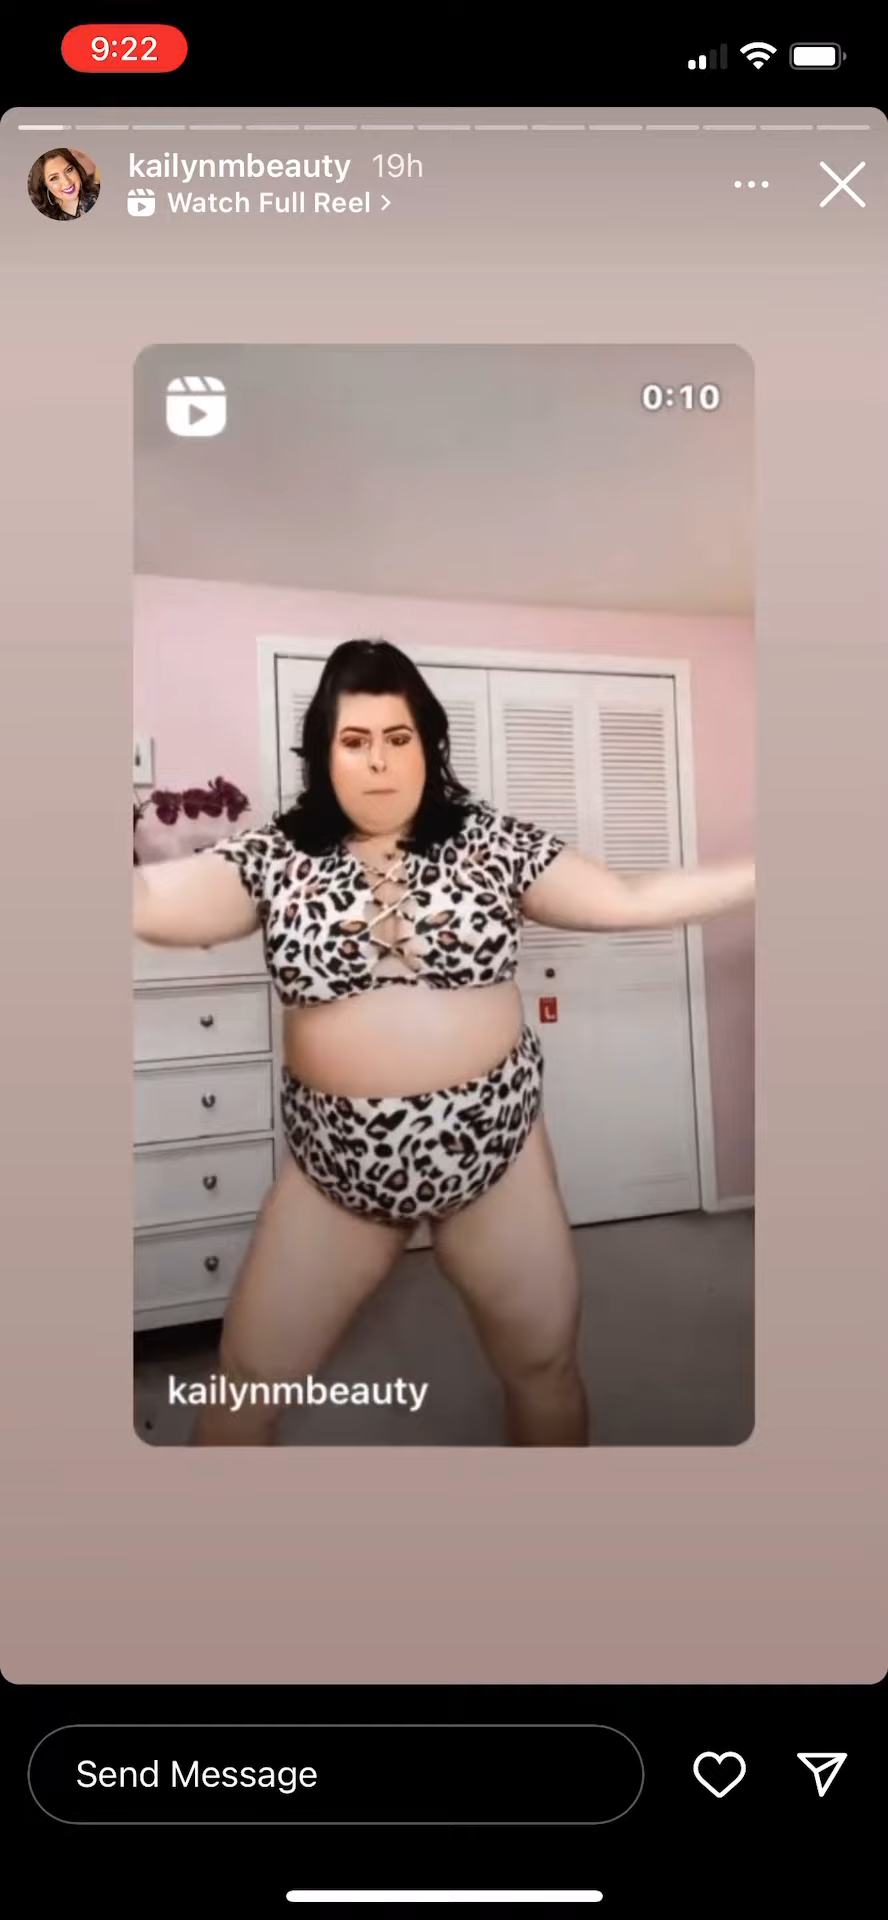 9:22
kailynmbeauty 19h
Watch Full Reel
0:10
L
kailynmbeauty
Send Message